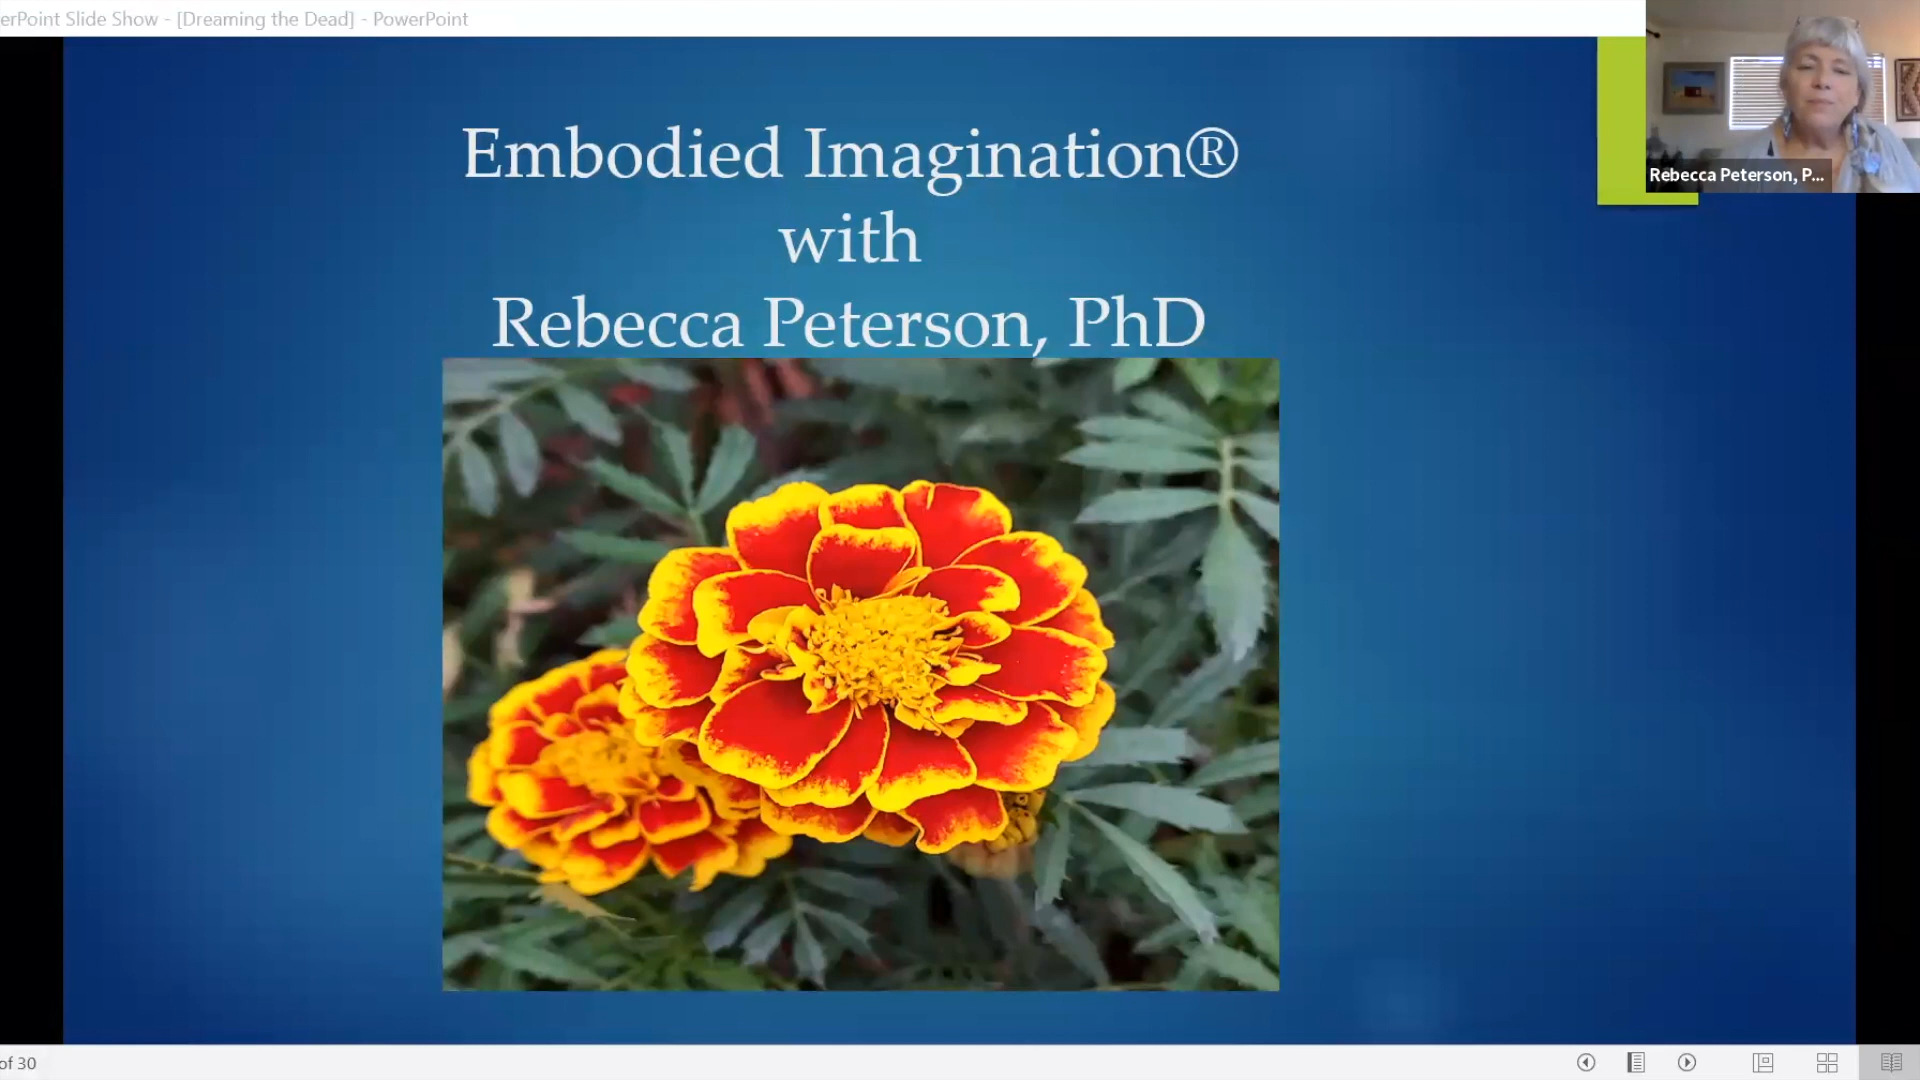 erPoint Slide Show - [Dreaming the Dead] - PowerPoint
Embodied Imagination®
with
Rebecca Peterson, PhD
Rebecca Peterson, P...
of 30